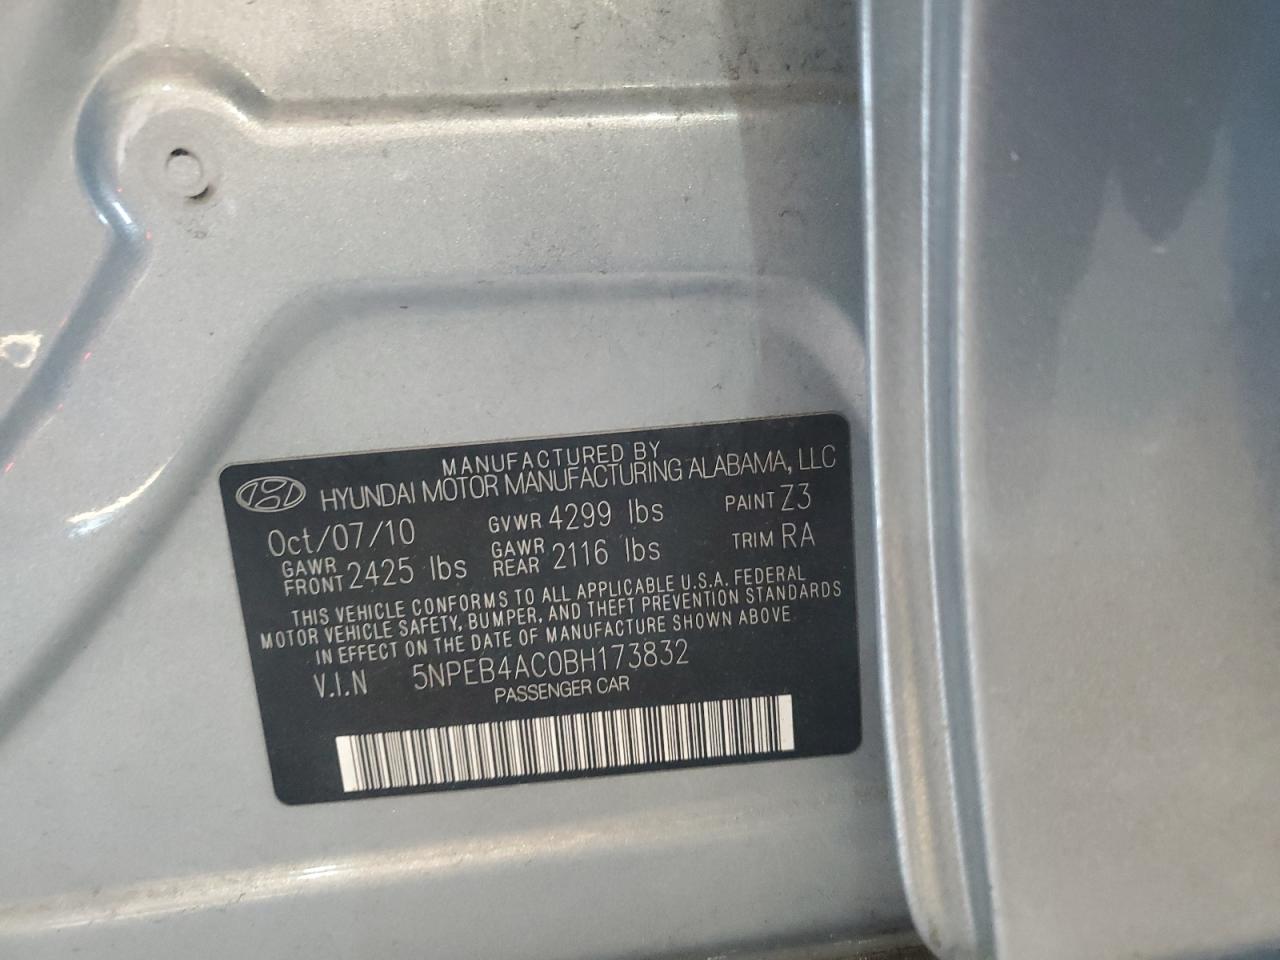 MANUFACTURED BY
HYUNDAI MOTOR MANUFACTURING ALABAMA, LLC
Oct/07/10 GVWR 4299 lbs PAINT Z3
GAWR FRONT 2425 lbs GAWR REAR 2116 lbs TRIM RA
THIS VEHICLE CONFORMS TO ALL APPLICABLE U.S.A. FEDERAL
MOTOR VEHICLE SAFETY, BUMPER, AND THEFT PREVENTION STANDARDS
IN EFFECT ON THE DATE OF MANUFACTURE SHOWN ABOVE
V.I.N 5NPEB4AC0BH173832
PASSENGER CAR